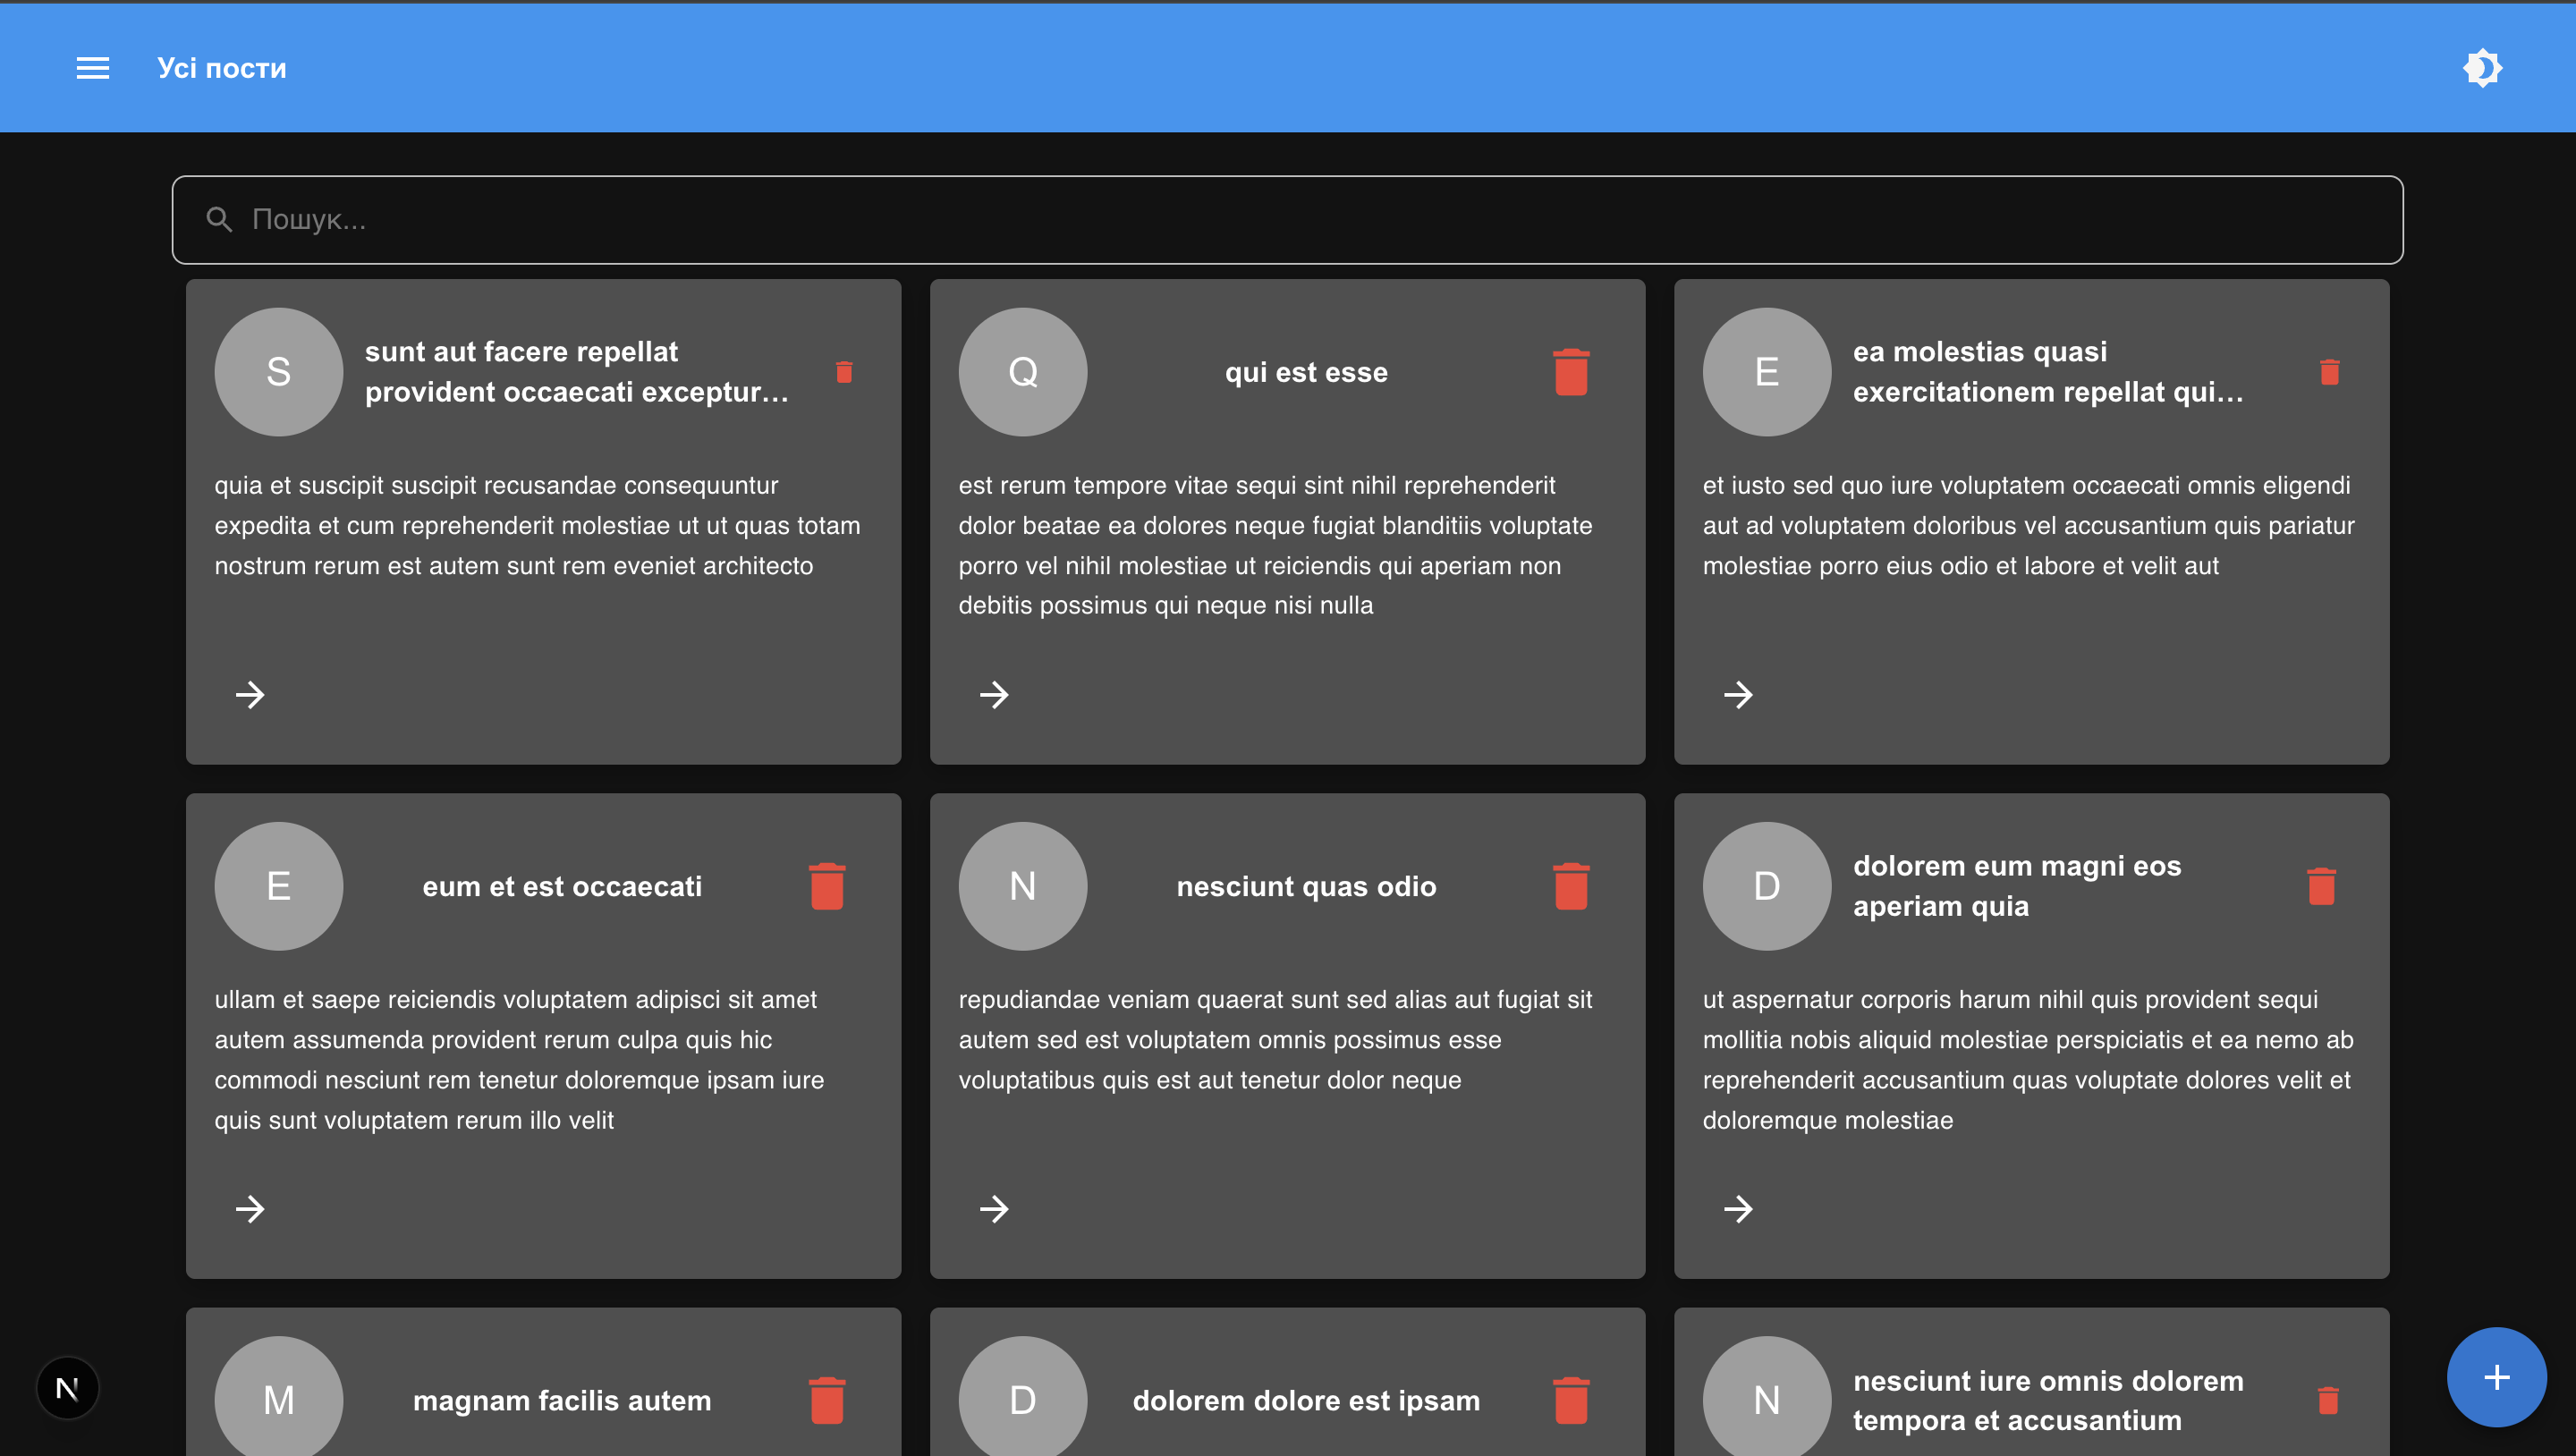 Усі пости
Пошук...
S
sunt aut facere repellat
provident occaecati exceptur…
quia et suscipit suscipit recusandae consequuntur
expedita et cum reprehenderit molestiae ut ut quas totam
nostrum rerum est autem sunt rem eveniet architecto
Q
qui est esse
est rerum tempore vitae sequi sint nihil reprehenderit
dolor beatae ea dolores neque fugiat blanditiis voluptate
porro vel nihil molestiae ut reiciendis qui aperiam non
debitis possimus qui neque nisi nulla
E
ea molestias quasi
exercitationem repellat qui…
et iusto sed quo iure voluptatem occaecati omnis eligendi
aut ad voluptatem doloribus vel accusantium quis pariatur
molestiae porro eius odio et labore et velit aut
E
eum et est occaecati
ullam et saepe reiciendis voluptatem adipisci sit amet
autem assumenda provident rerum culpa quis hic
commodi nesciunt rem tenetur doloremque ipsam iure
quis sunt voluptatem rerum illo velit
N
nesciunt quas odio
repudiandae veniam quaerat sunt sed alias aut fugiat sit
autem sed est voluptatem omnis possimus esse
voluptatibus quis est aut tenetur dolor neque
D
dolorem eum magni eos
aperiam quia
ut aspernatur corporis harum nihil quis provident sequi
mollitia nobis aliquid molestiae perspiciatis et ea nemo ab
reprehenderit accusantium quas voluptate dolores velit et
doloremque molestiae
M
magnam facilis autem
D
dolorem dolore est ipsam
N
nesciunt iure omnis dolorem
tempora et accusantium
N